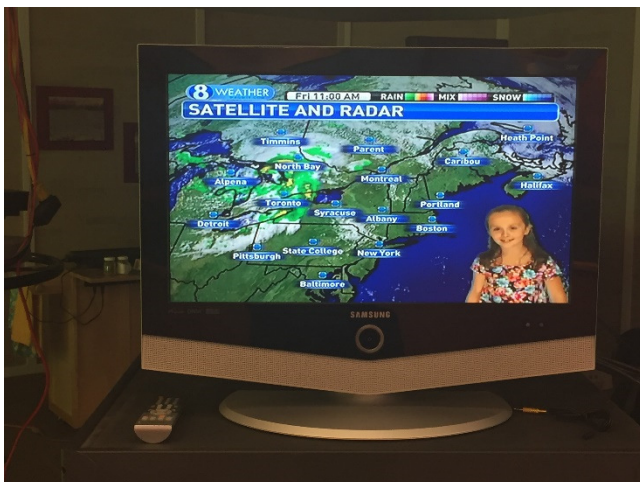 8 WEATHER
Fri 11:00 AM RAIN MIX SNOW
SATELLITE AND RADAR
Heath Point
Timmins
Parent
Caribou
North Bay
Montreal
Alpena
Halifax
Toronto
Syracuse
Portland
Albany
Detroit
Boston
State College
New York
Pittsburgh
Baltimore
SAMSUNG